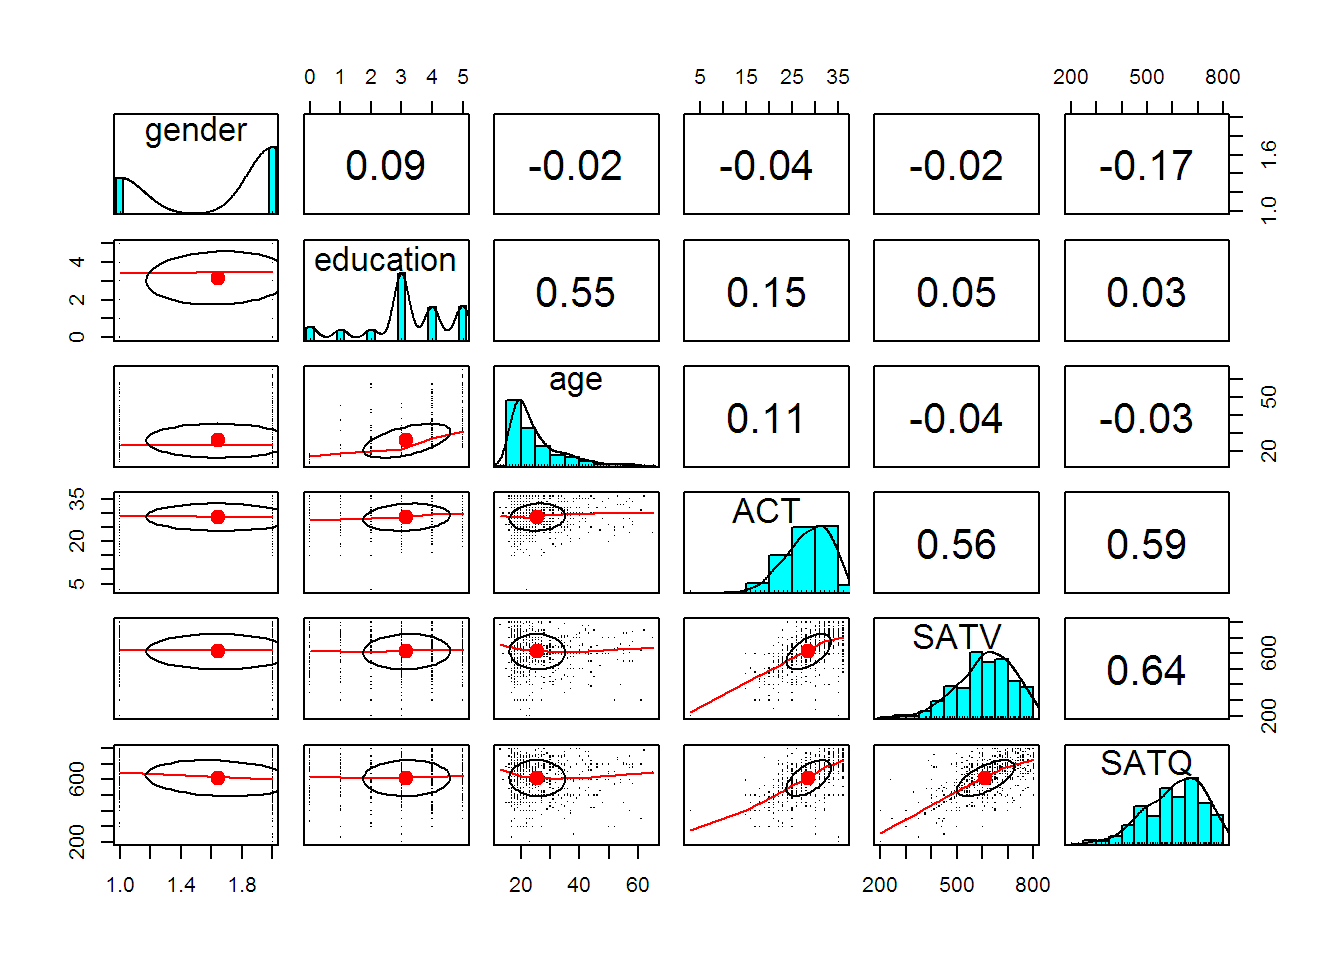 0 1 2 3 4 5 5 15 25 35 200 500 800
gender 0.09 -0.02 -0.04 -0.02 -0.17 1.0 1.6
0 2 4 education 0.55 0.15 0.05 0.03
age 0.11 -0.04 -0.03 20 50
5 20 35 ACT 0.56 0.59
SATV 0.64 200 600
200 600 SATQ
1.0 1.4 1.8 20 40 60 200 500 800